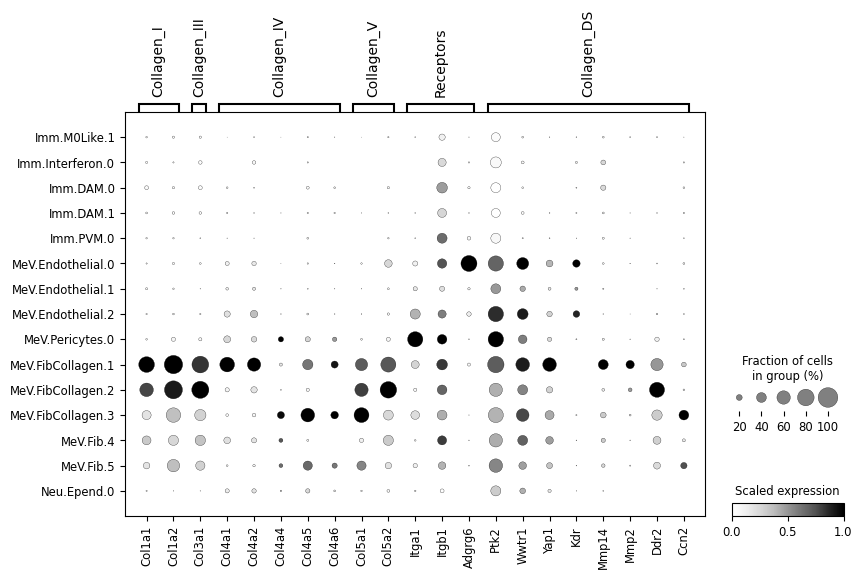 Collagen_I
Collagen_III
Collagen_IV
Collagen_V
Receptors
Collagen_DS
Imm.M0Like.1
Imm.Interferon.0
Imm.DAM.0
Imm.DAM.1
Imm.PVM.0
MeV.Endothelial.0
MeV.Endothelial.1
MeV.Endothelial.2
MeV.Pericytes.0
MeV.FibCollagen.1
MeV.FibCollagen.2
MeV.FibCollagen.3
MeV.Fib.4
MeV.Fib.5
Neu.Epend.0
Col1a1
Col1a2
Col3a1
Col4a1
Col4a2
Col4a4
Col4a5
Col4a6
Col5a1
Col5a2
Itga1
Itgb1
Adgrg6
Ptk2
Wwtr1
Yap1
Kdr
Mmp14
Mmp2
Ddr2
Ccn2
Fraction of cells
in group (%)
20 40 60 80 100
Scaled expression
0.0 0.5 1.0